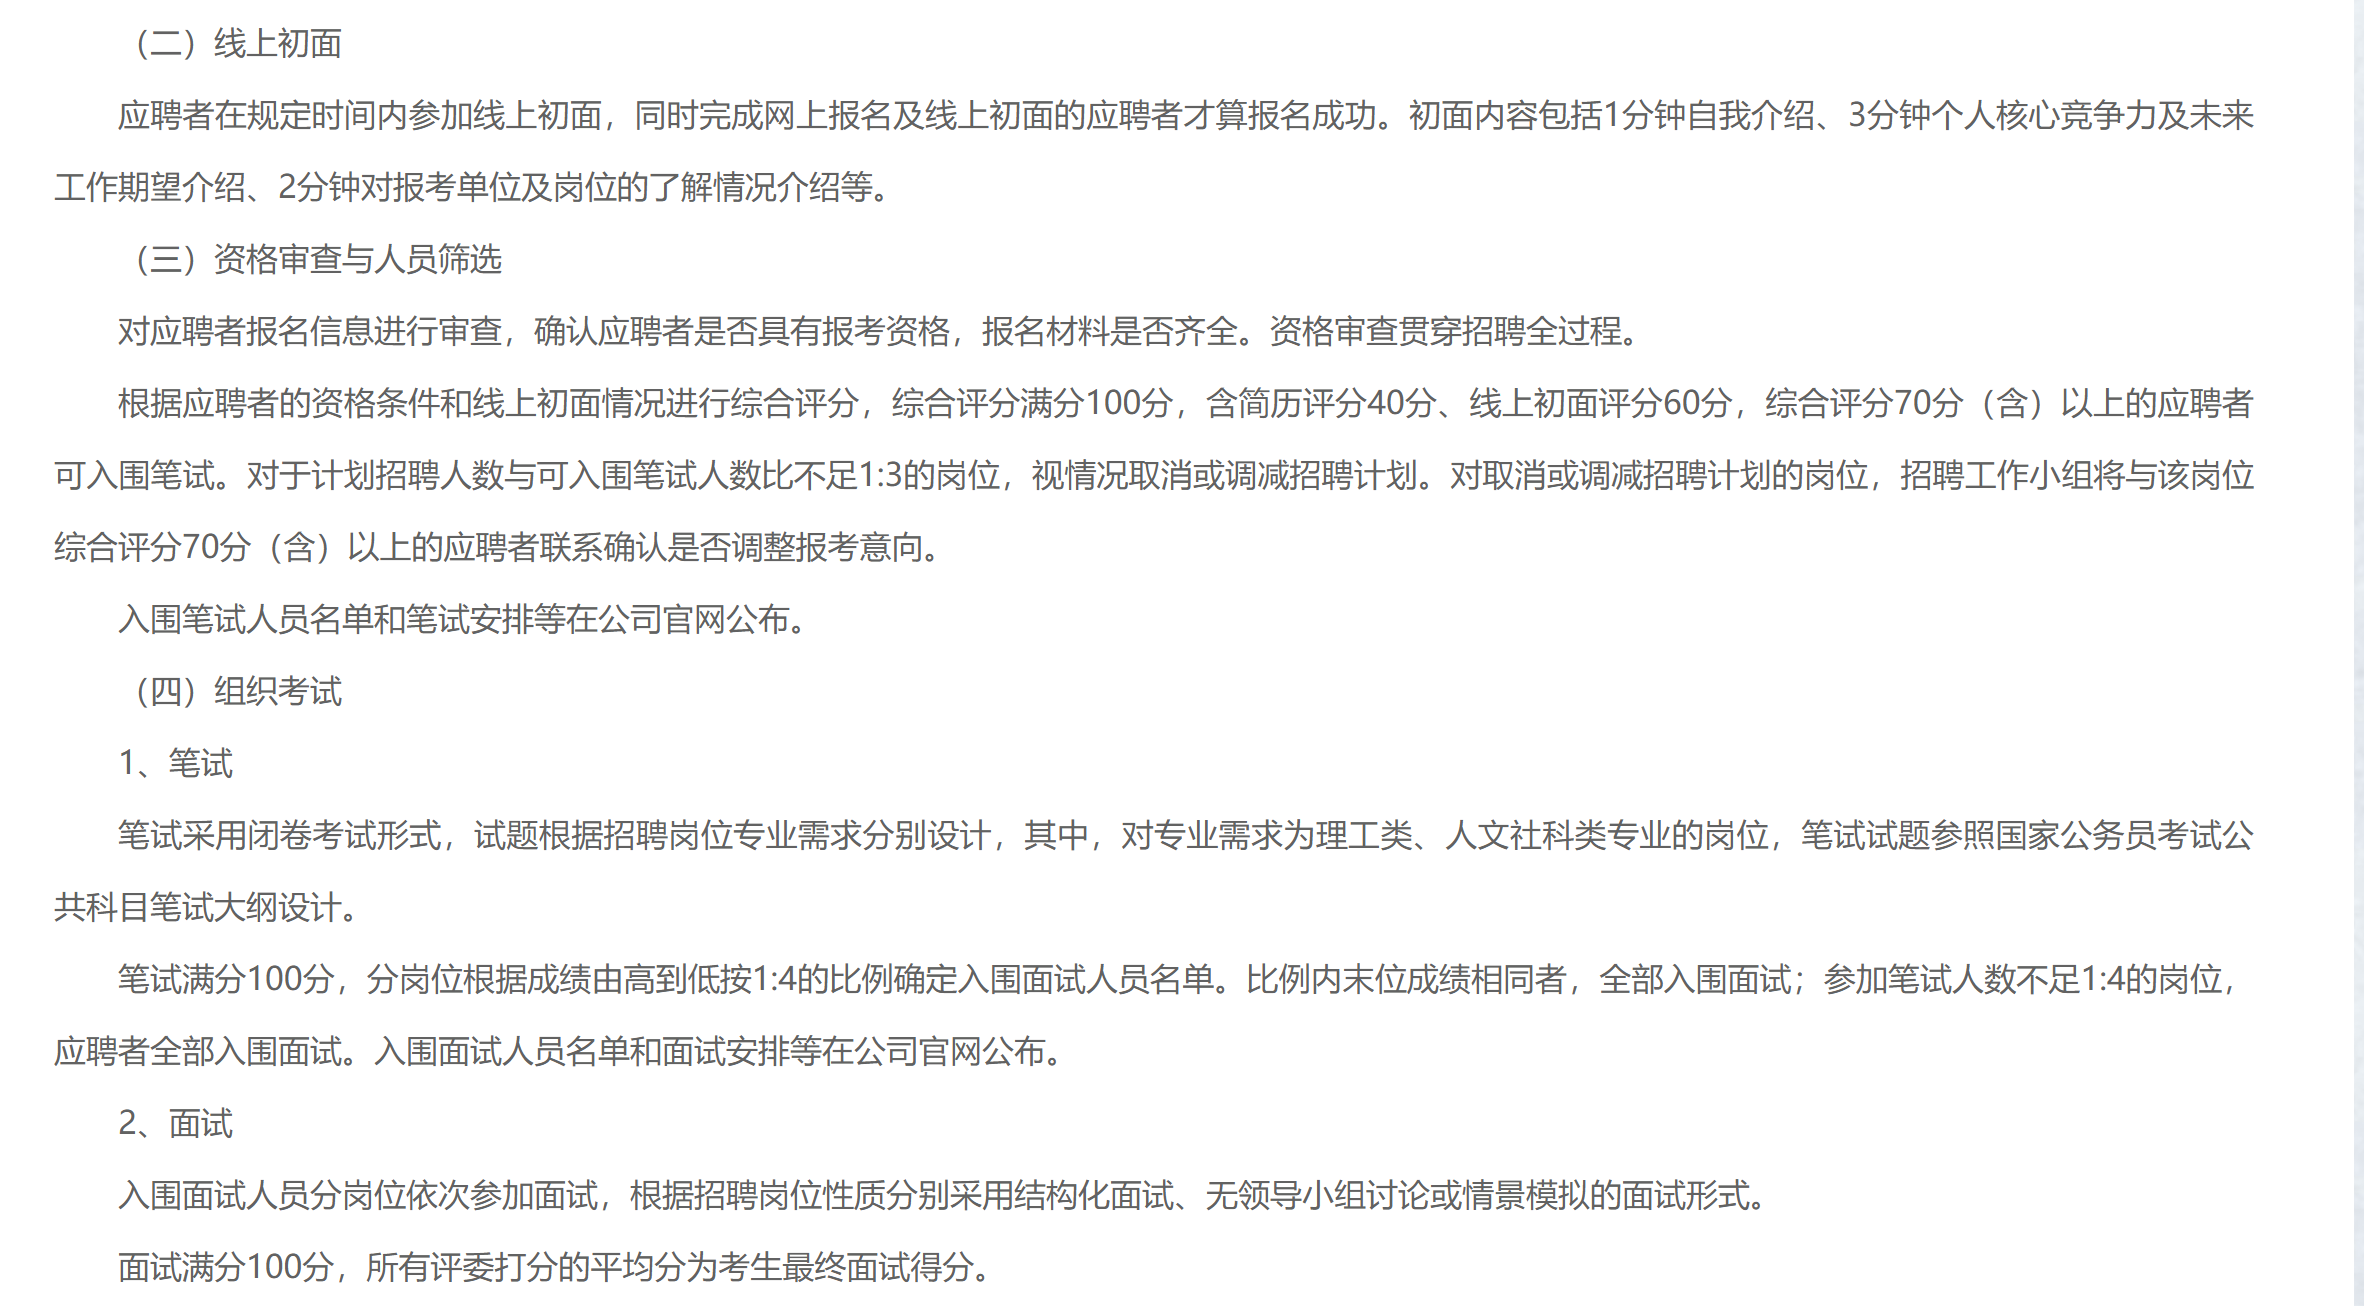 （二）线上初面
应聘者在规定时间内参加线上初面，同时完成网上报名及线上初面的应聘者才算报名成功。初面内容包括1分钟自我介绍、3分钟个人核心竞争力及未来
工作期望介绍、2分钟对报考单位及岗位的了解情况介绍等。
（三）资格审查与人员筛选
对应聘者报名信息进行审查，确认应聘者是否具有报考资格，报名材料是否齐全。资格审查贯穿招聘全过程。
根据应聘者的资格条件和线上初面情况进行综合评分，综合评分满分100分，含简历评分40分、线上初面评分60分，综合评分70分（含）以上的应聘者
可入围笔试。对于计划招聘人数与可入围笔试人数比不足1:3的岗位，视情况取消或调减招聘计划。对取消或调减招聘计划的岗位，招聘工作小组将与该岗位
综合评分70分（含）以上的应聘者联系确认是否调整报考意向。
入围笔试人员名单和笔试安排等在公司官网公布。
（四）组织考试
1、笔试
笔试采用闭卷考试形式，试题根据招聘岗位专业需求分别设计，其中，对专业需求为理工类、人文社科类专业的岗位，笔试试题参照国家公务员考试公
共科目笔试大纲设计。
笔试满分100分，分岗位根据成绩由高到低按1:4的比例确定入围面试人员名单。比例内末位成绩相同者，全部入围面试；参加笔试人数不足1:4的岗位，
应聘者全部入围面试。入围面试人员名单和面试安排等在公司官网公布。
2、面试
入围面试人员分岗位依次参加面试，根据招聘岗位性质分别采用结构化面试、无领导小组讨论或情景模拟的面试形式。
面试满分100分，所有评委打分的平均分为考生最终面试得分。